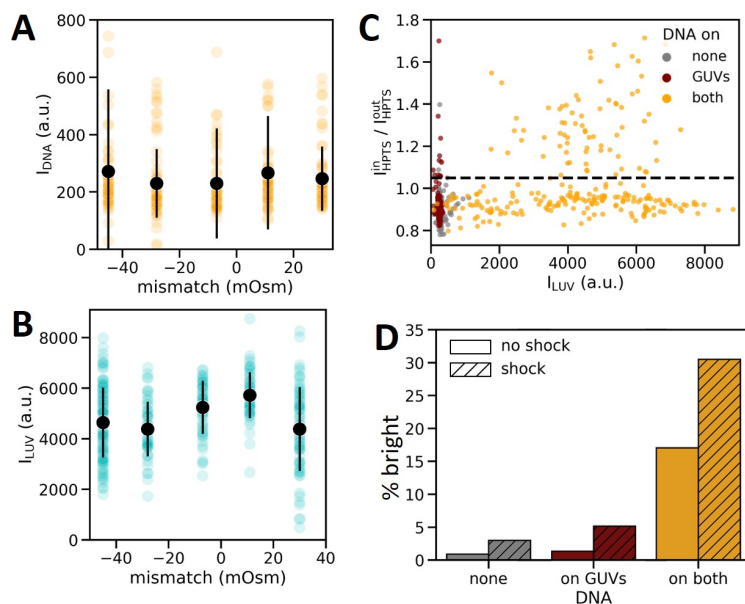 A
800
600
400
200
0
I_DNA (a.u.)
−40
−20
0
20
mismatch (mOsm)
B
8000
6000
4000
2000
0
I_LUV (a.u.)
−40
−20
0
20
40
mismatch (mOsm)
C
1.8
1.6
1.4
1.2
1.0
0.8
I^in_HPTS / I^out_HPTS
DNA on
none
GUVs
both
0
2000
4000
6000
8000
I_LUV (a.u.)
D
35
30
25
20
15
10
5
0
% bright
no shock
shock
none
on GUVs
on both
DNA